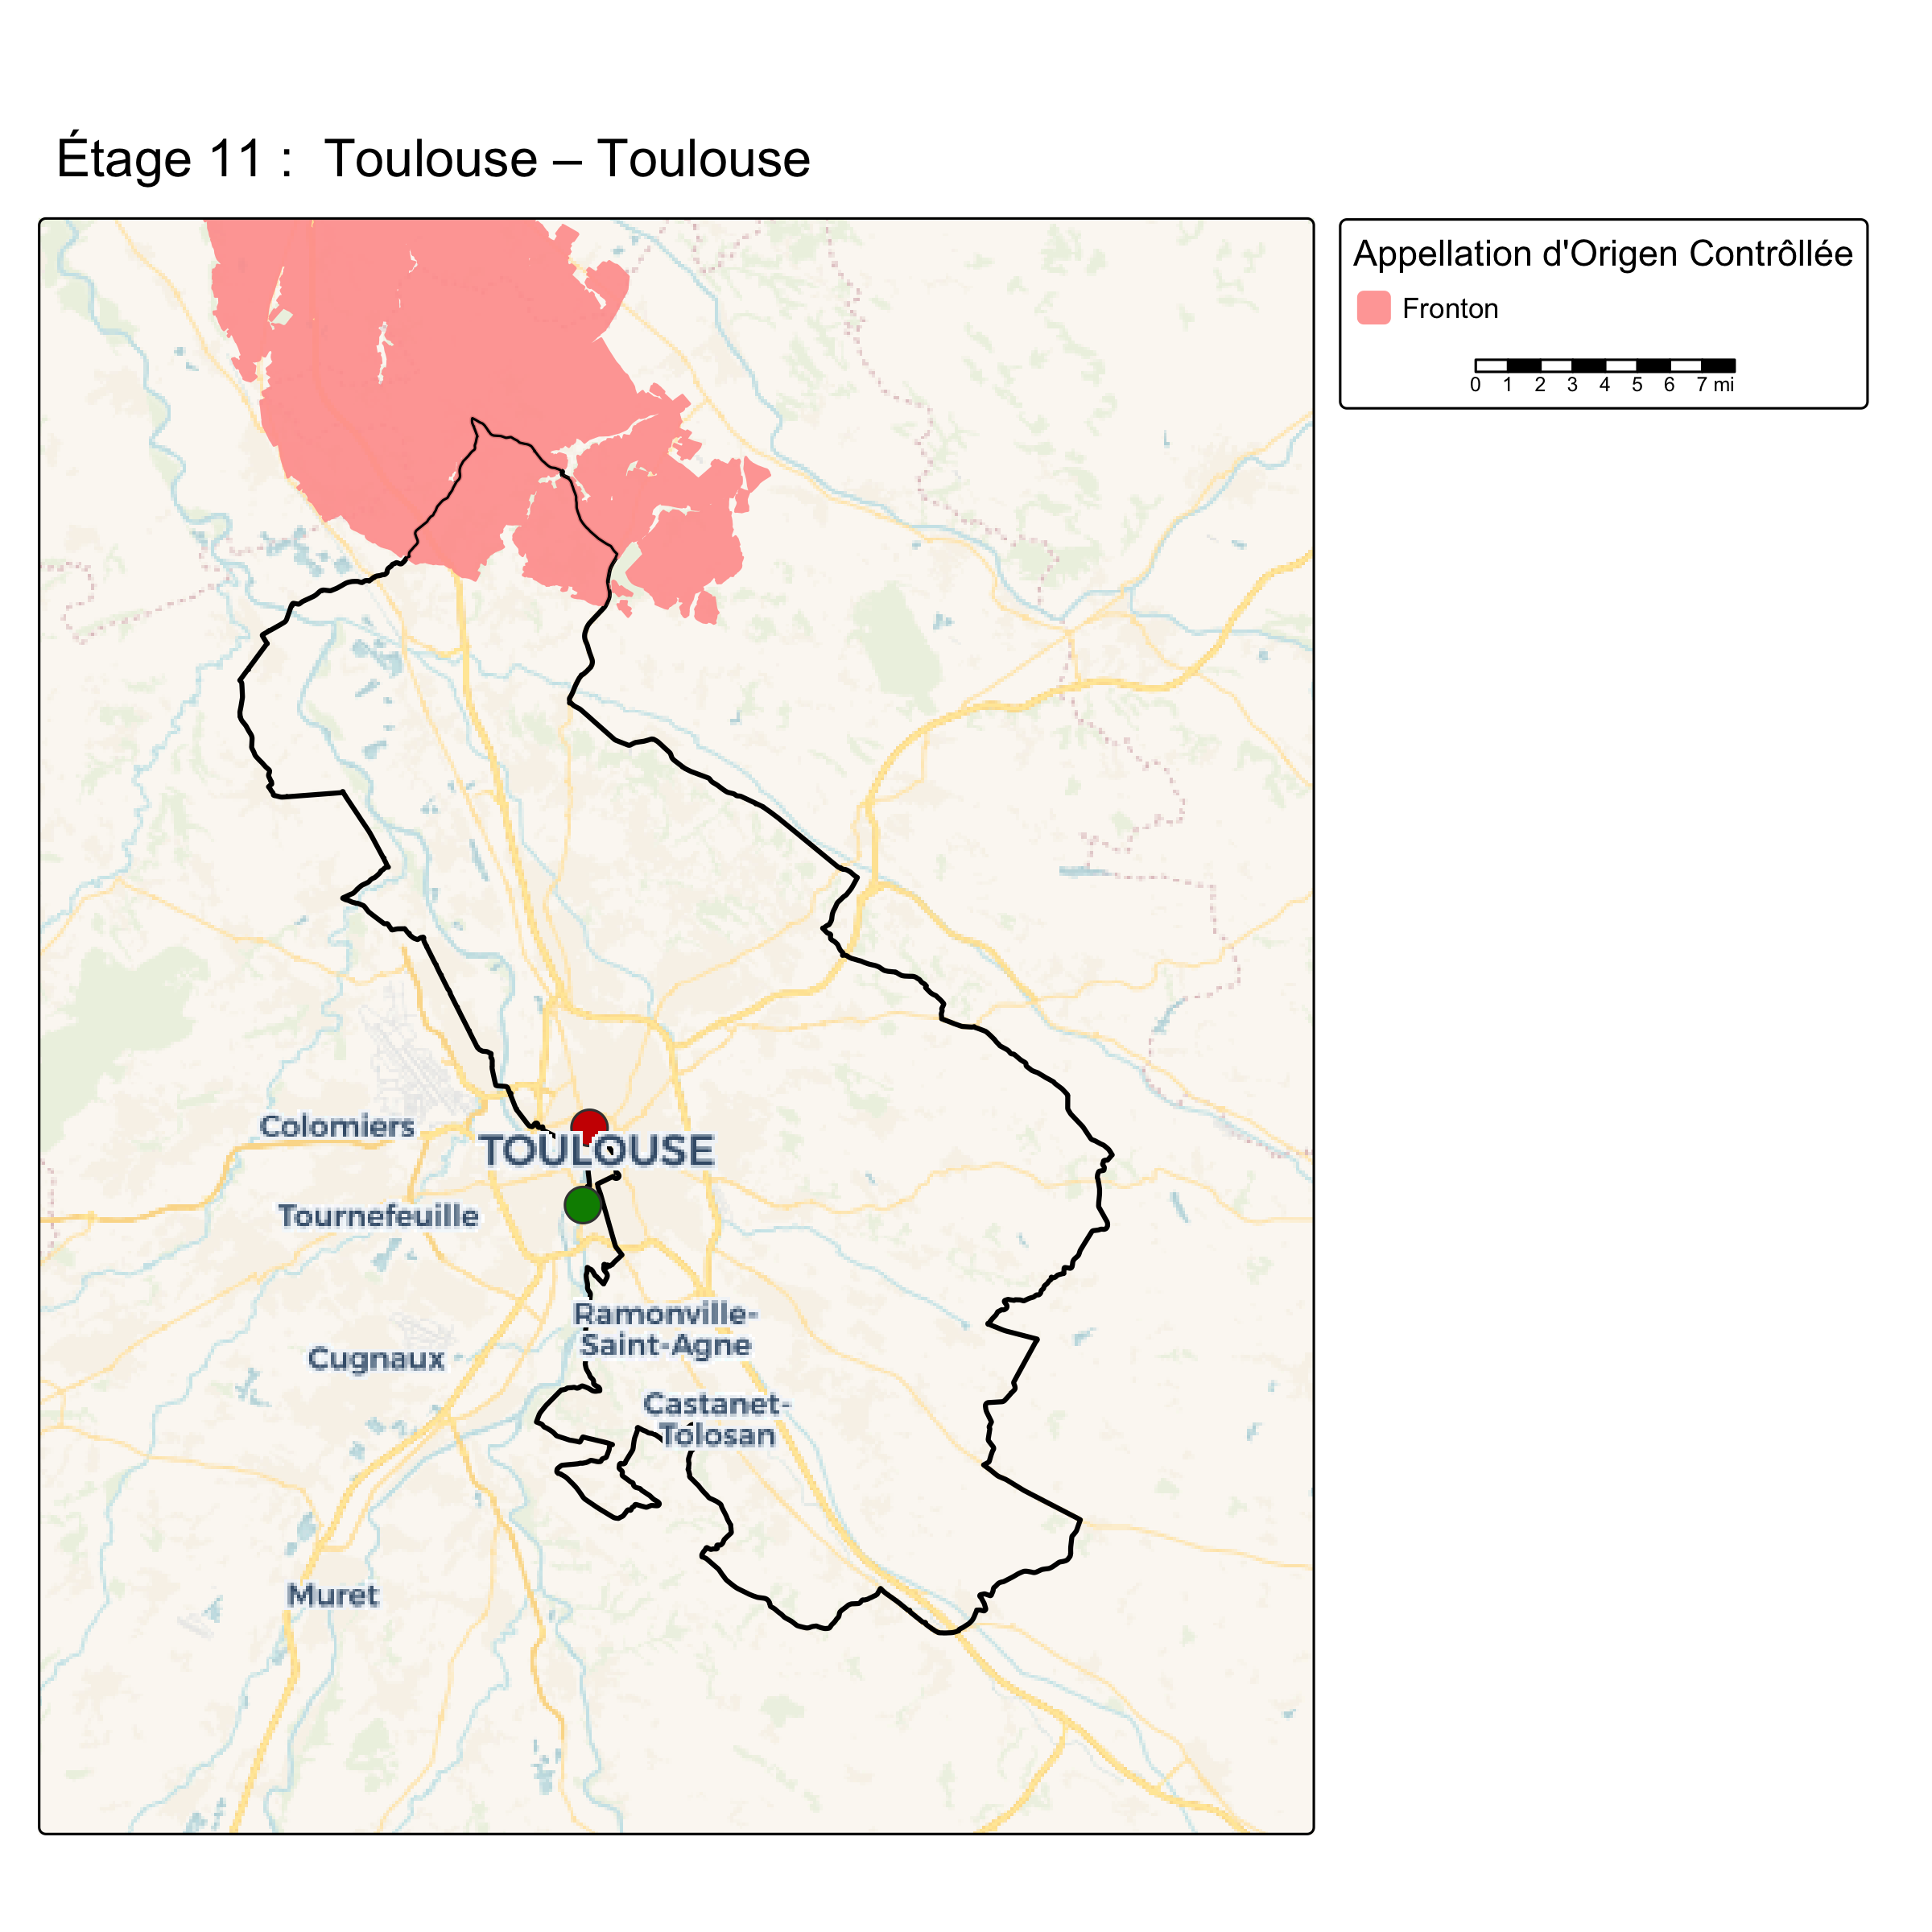 Étage 11 :  Toulouse – Toulouse
Appellation d'Origen Contrôllée
Fronton
0 1 2 3 4 5 6 7 mi
Colomiers
TOULOUSE
Tournefeuille
Ramonville-
Saint-Agne
Cugnaux
Castanet-
Tolosan
Muret